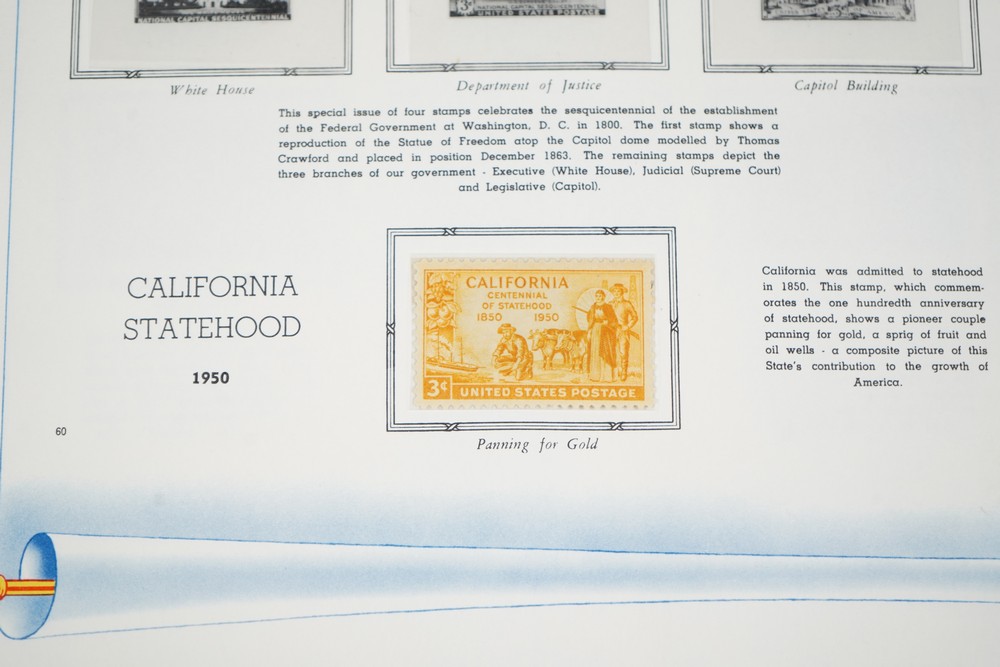 NATIONAL CAPITAL SESQUICENTENNIAL
3¢ NATIONAL CAPITAL SESQUICENTENNIAL
UNITED STATES POSTAGE
White House
Department of Justice
Capitol Building
This special issue of four stamps celebrates the sesquicentennial of the establishment
of the Federal Government at Washington, D. C. in 1800. The first stamp shows a
reproduction of the Statue of Freedom atop the Capitol dome modelled by Thomas
Crawford and placed in position December 1863. The remaining stamps depict the
three branches of our government - Executive (White House), Judicial (Supreme Court)
and Legislative (Capitol).
CALIFORNIA
STATEHOOD
1950
60
CALIFORNIA
CENTENNIAL
OF STATEHOOD
1850 1950
3¢ UNITED STATES POSTAGE
Panning for Gold
California was admitted to statehood
in 1850. This stamp, which commem-
orates the one hundredth anniversary
of statehood, shows a pioneer couple
panning for gold, a sprig of fruit and
oil wells - a composite picture of this
State's contribution to the growth of
America.